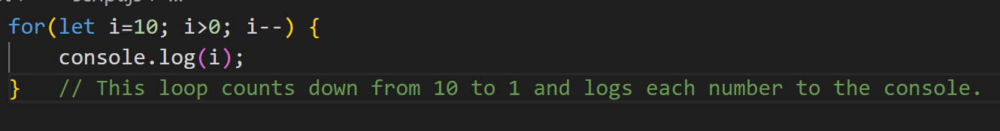 for(let i=10; i>0; i--) {
    console.log(i);
}   // This loop counts down from 10 to 1 and logs each number to the console.